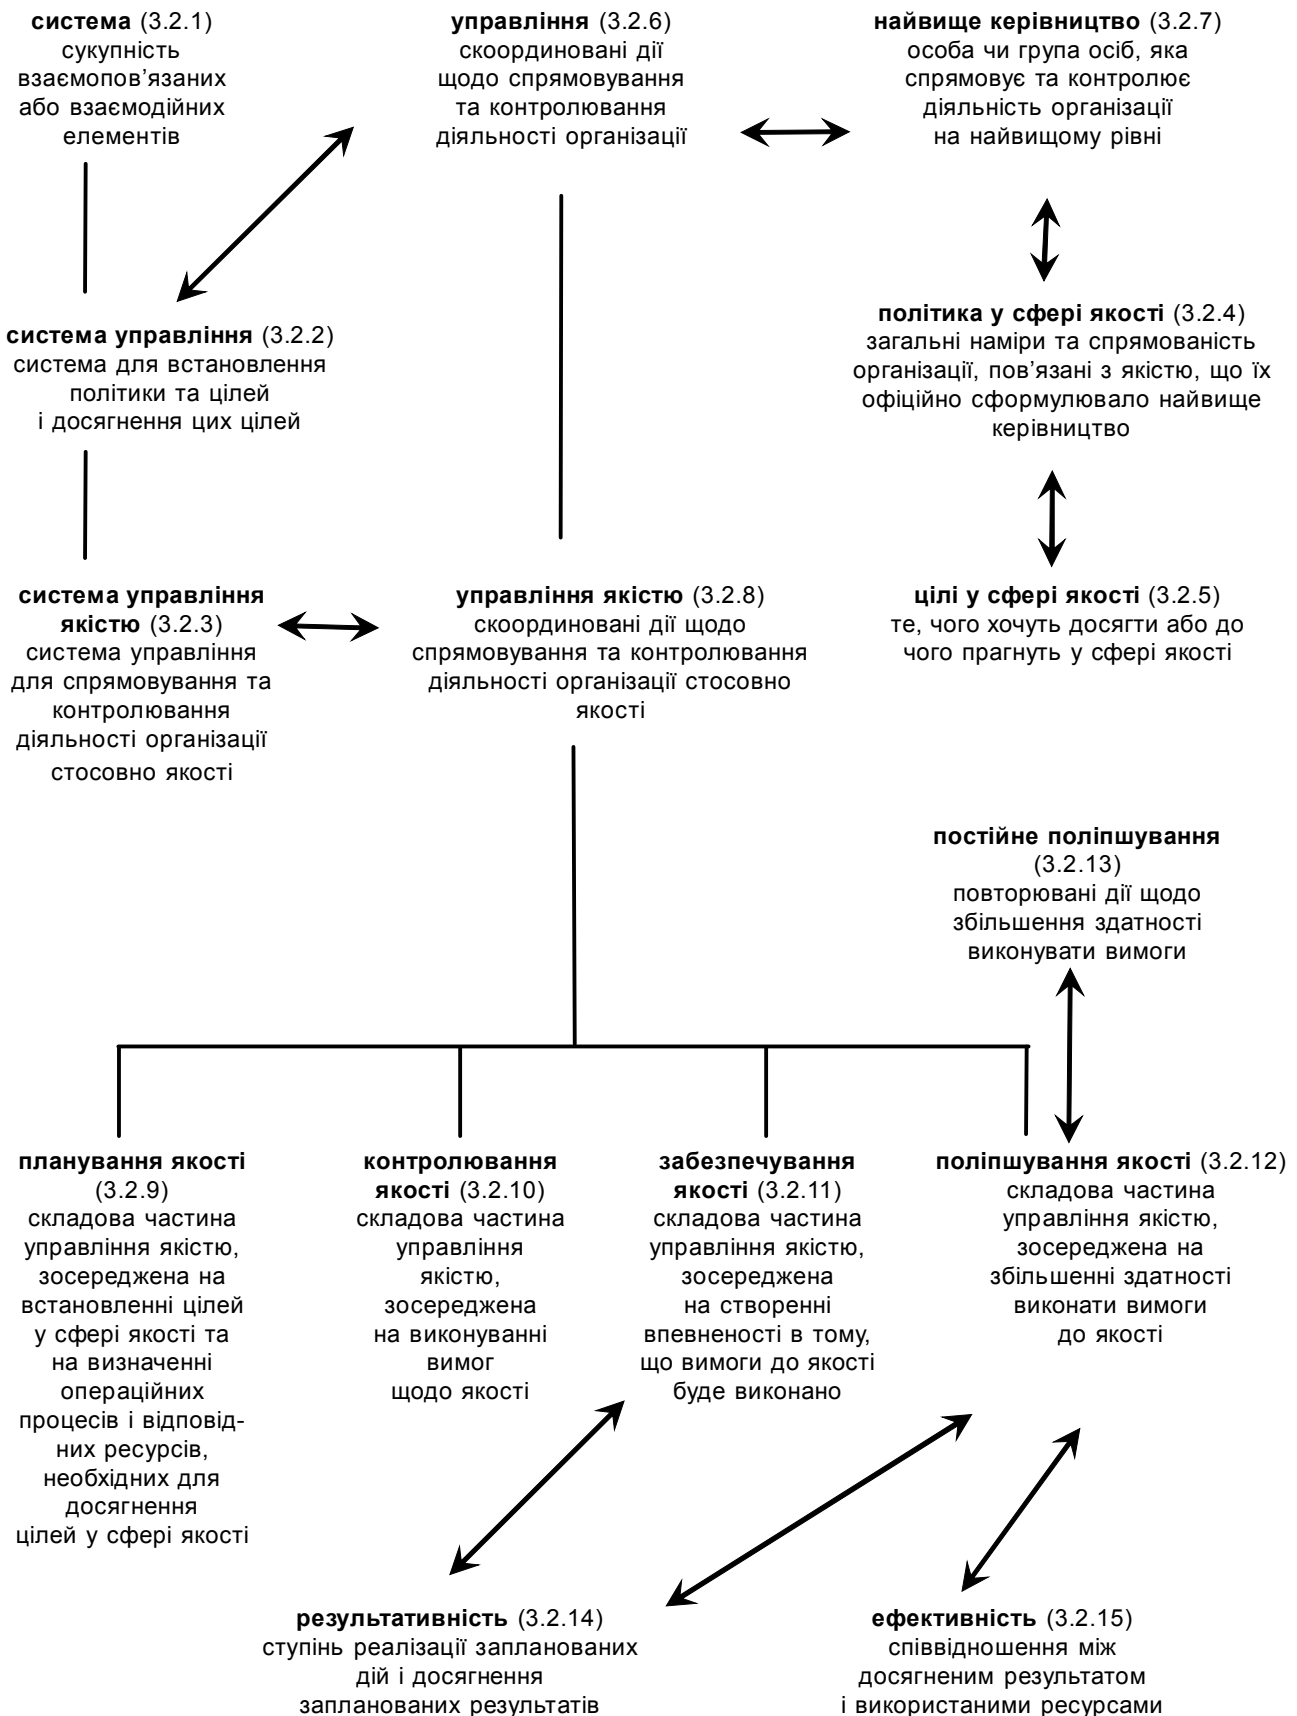 система (3.2.1)
сукупність
взаємопов’язаних
або взаємодійних
елементів
управління (3.2.6)
скоординовані дії
щодо спрямовування
та контролювання
діяльності організації
найвище керівництво (3.2.7)
особа чи група осіб, яка
спрямовує та контролює
діяльність організації
на найвищому рівні
система управління (3.2.2)
система для встановлення
політики та цілей
і досягнення цих цілей
політика у сфері якості (3.2.4)
загальні наміри та спрямованість
організації, пов’язані з якістю, що їх
офіційно сформулювало найвище
керівництво
система управління
якістю (3.2.3)
система управління
для спрямовування та
контролювання
діяльності організації
стосовно якості
управління якістю (3.2.8)
скоординовані дії щодо
спрямовування та контролювання
діяльності організації стосовно
якості
цілі у сфері якості (3.2.5)
те, чого хочуть досягти або до
чого прагнуть у сфері якості
постійне поліпшування
(3.2.13)
повторювані дії щодо
збільшення здатності
виконувати вимоги
планування якості
(3.2.9)
складова частина
управління якістю,
зосереджена на
встановленні цілей
у сфері якості та
на визначенні
операційних
процесів і відповід-
них ресурсів,
необхідних для
досягнення
цілей у сфері якості
контролювання
якості (3.2.10)
складова частина
управління
якістю,
зосереджена
на виконуванні
вимог
щодо якості
забезпечування
якості (3.2.11)
складова частина
управління якістю,
зосереджена
на створенні
впевненості в тому,
що вимоги до якості
буде виконано
поліпшування якості (3.2.12)
складова частина
управління якістю,
зосереджена на
збільшенні здатності
виконати вимоги
до якості
результативність (3.2.14)
ступінь реалізації запланованих
дій і досягнення
запланованих результатів
ефективність (3.2.15)
співвідношення між
досягненим результатом
і використаними ресурсами